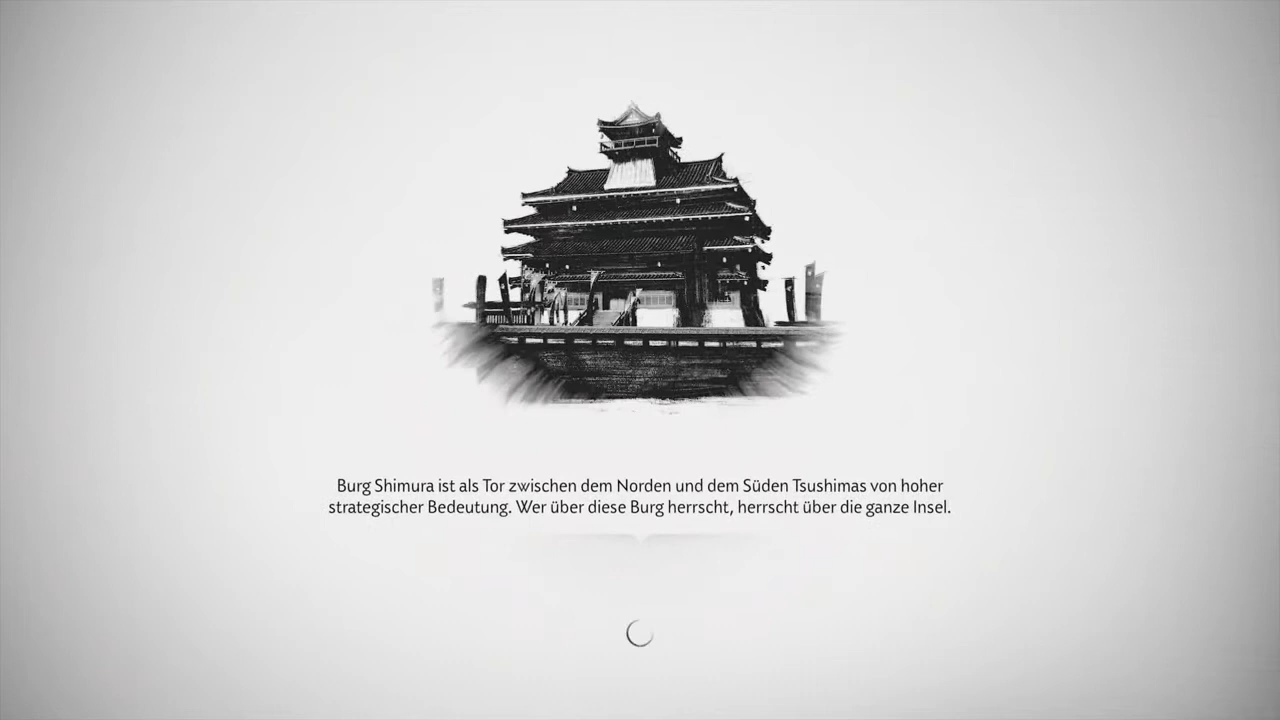 Burg Shimura ist als Tor zwischen dem Norden und dem Süden Tsushimas von hoher
strategischer Bedeutung. Wer über diese Burg herrscht, herrscht über die ganze Insel.